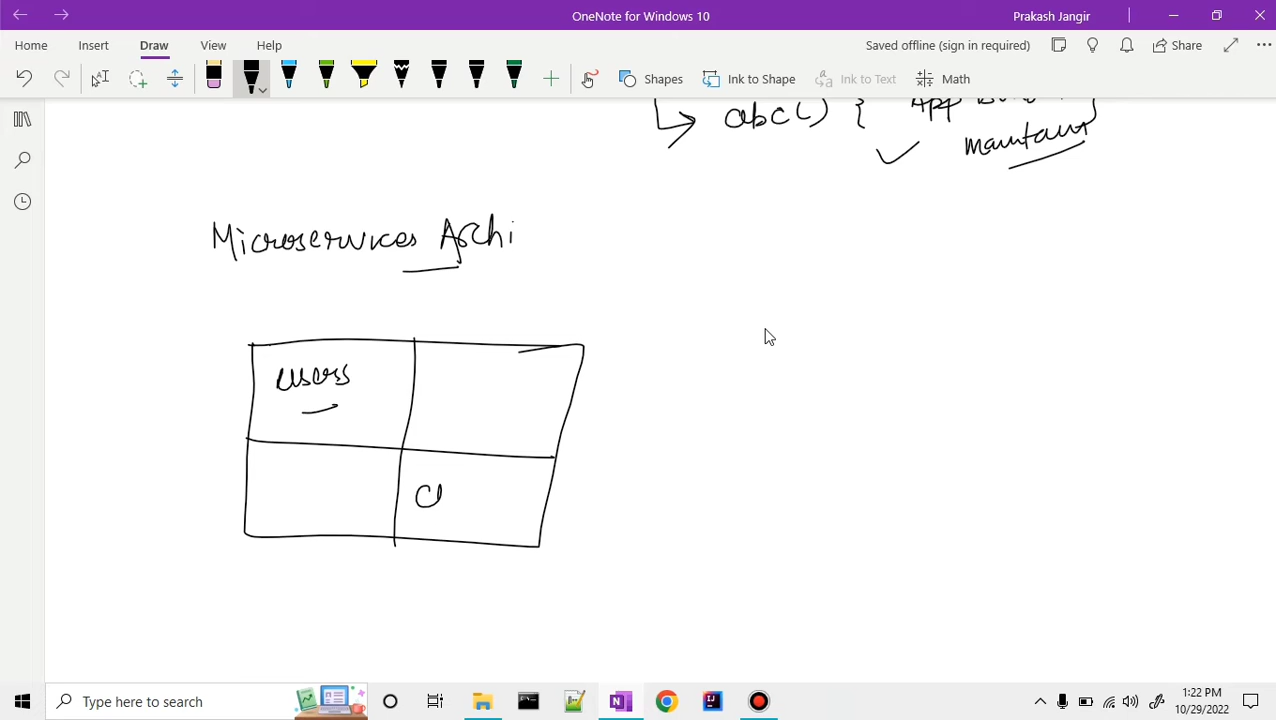 OneNote for Windows 10
Prakash Jangir
Home Insert Draw View Help
Saved offline (sign in required)
Share
Shapes
Ink to Shape
Ink to Text
Math
abc() {
}
Microservices Archi
users
Type here to search
1:22 PM
10/29/2022